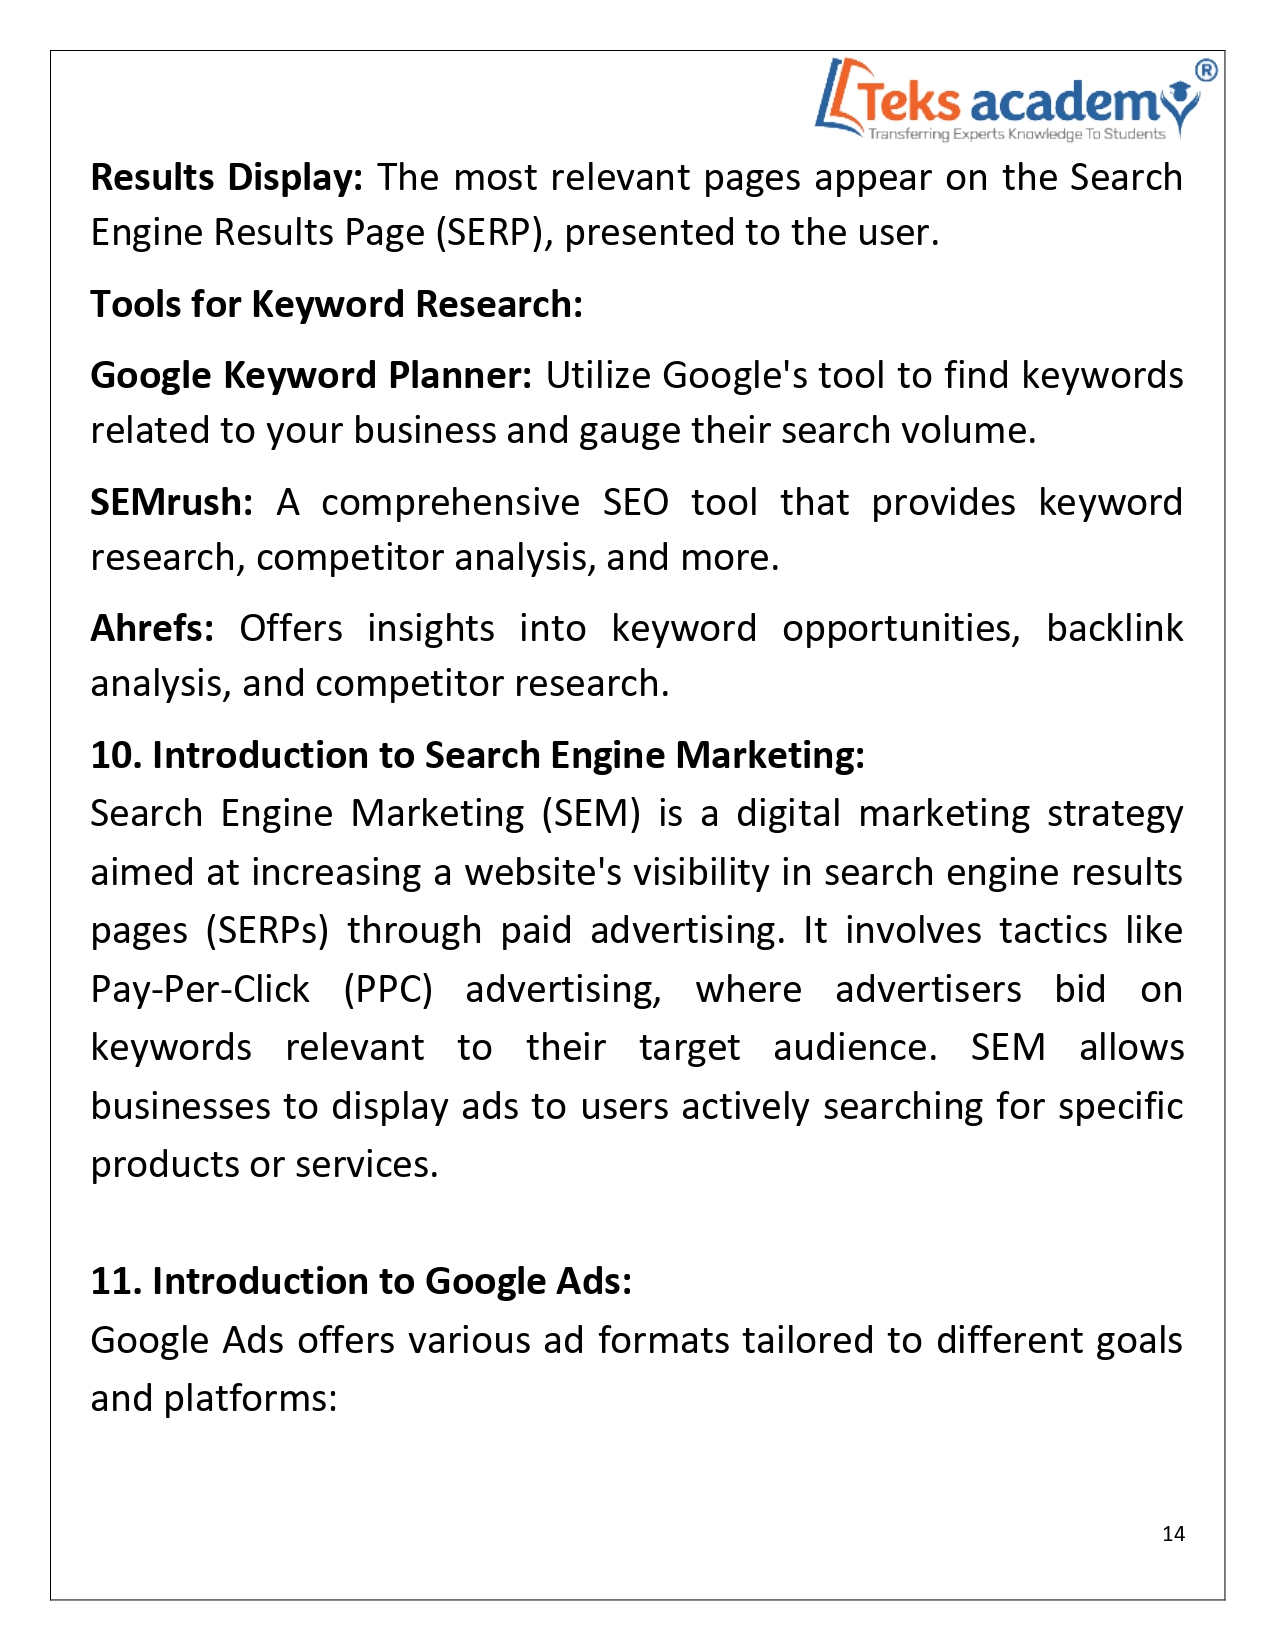 Teks academy®
Transferring Experts Knowledge To Students
Results Display: The most relevant pages appear on the Search
Engine Results Page (SERP), presented to the user.
Tools for Keyword Research:
Google Keyword Planner: Utilize Google's tool to find keywords
related to your business and gauge their search volume.
SEMrush: A comprehensive SEO tool that provides keyword
research, competitor analysis, and more.
Ahrefs: Offers insights into keyword opportunities, backlink
analysis, and competitor research.
10. Introduction to Search Engine Marketing:
Search Engine Marketing (SEM) is a digital marketing strategy
aimed at increasing a website's visibility in search engine results
pages (SERPs) through paid advertising. It involves tactics like
Pay-Per-Click (PPC) advertising, where advertisers bid on
keywords relevant to their target audience. SEM allows
businesses to display ads to users actively searching for specific
products or services.
11. Introduction to Google Ads:
Google Ads offers various ad formats tailored to different goals
and platforms:
14